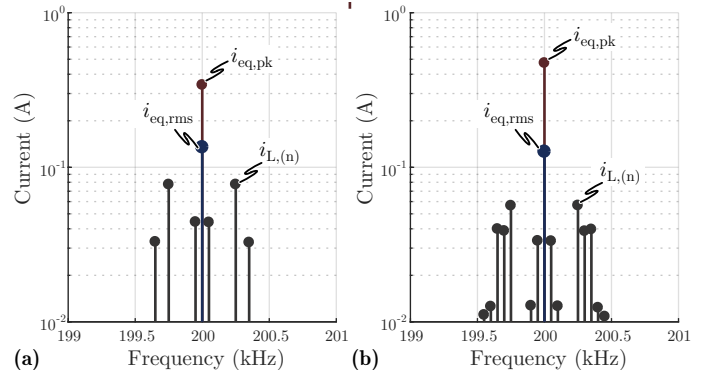 10^0
i_eq,pk
i_eq,rms
i_L,(n)
10^-1
10^-2
Current (A)
199 199.5 200 200.5 201
(a) Frequency (kHz)
10^0
i_eq,pk
i_eq,rms
i_L,(n)
10^-1
10^-2
Current (A)
199 199.5 200 200.5 201
(b) Frequency (kHz)